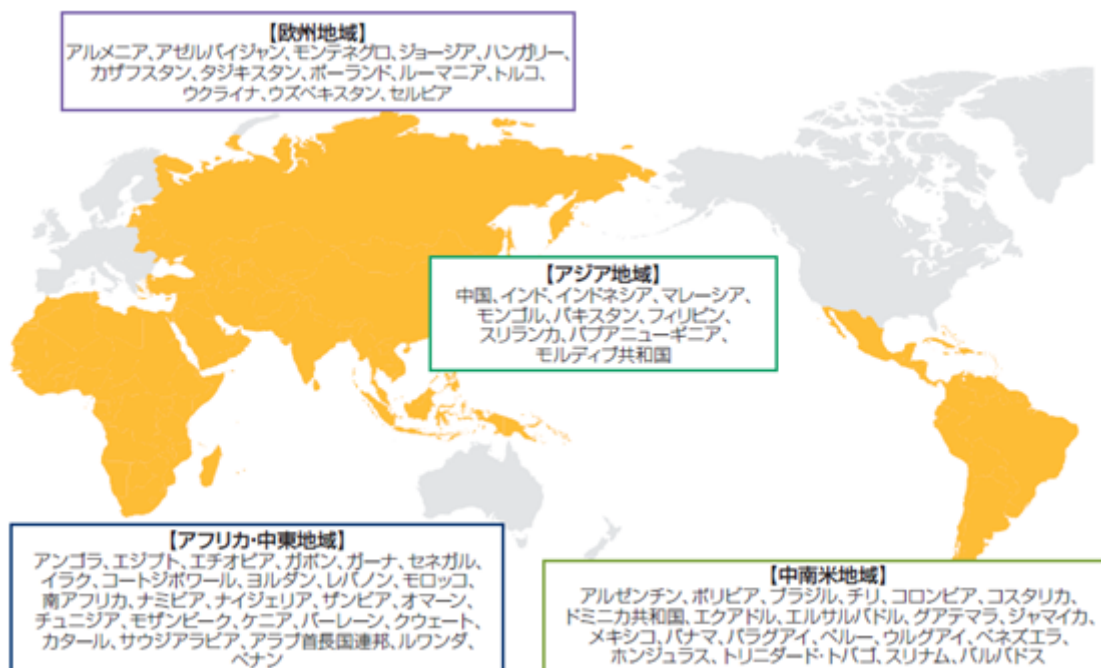 【欧州地域】
アルメニア、アゼルバイジャン、モンテネグロ、ジョージア、ハンガリー、
カザフスタン、タジキスタン、ポーランド、ルーマニア、トルコ、
ウクライナ、ウズベキスタン、セルビア
【アジア地域】
中国、インド、インドネシア、マレーシア、
モンゴル、パキスタン、フィリピン、
スリランカ、パプアニューギニア、
モルディブ共和国
【アフリカ・中東地域】
アンゴラ、エジプト、エチオピア、ガボン、ガーナ、セネガル、
イラク、コートジボワール、ヨルダン、レバノン、モロッコ、
南アフリカ、ナミビア、ナイジェリア、ザンビア、オマーン、
チュニジア、モザンビーク、ケニア、バーレーン、クウェート、
カタール、サウジアラビア、アラブ首長国連邦、ルワンダ、
ベナン
【中南米地域】
アルゼンチン、ボリビア、ブラジル、チリ、コロンビア、コスタリカ、
ドミニカ共和国、エクアドル、エルサルバドル、グアテマラ、ジャマイカ、
メキシコ、パナマ、パラグアイ、ペルー、ウルグアイ、ベネズエラ、
ホンジュラス、トリニダード・トバゴ、スリナム、バルバドス